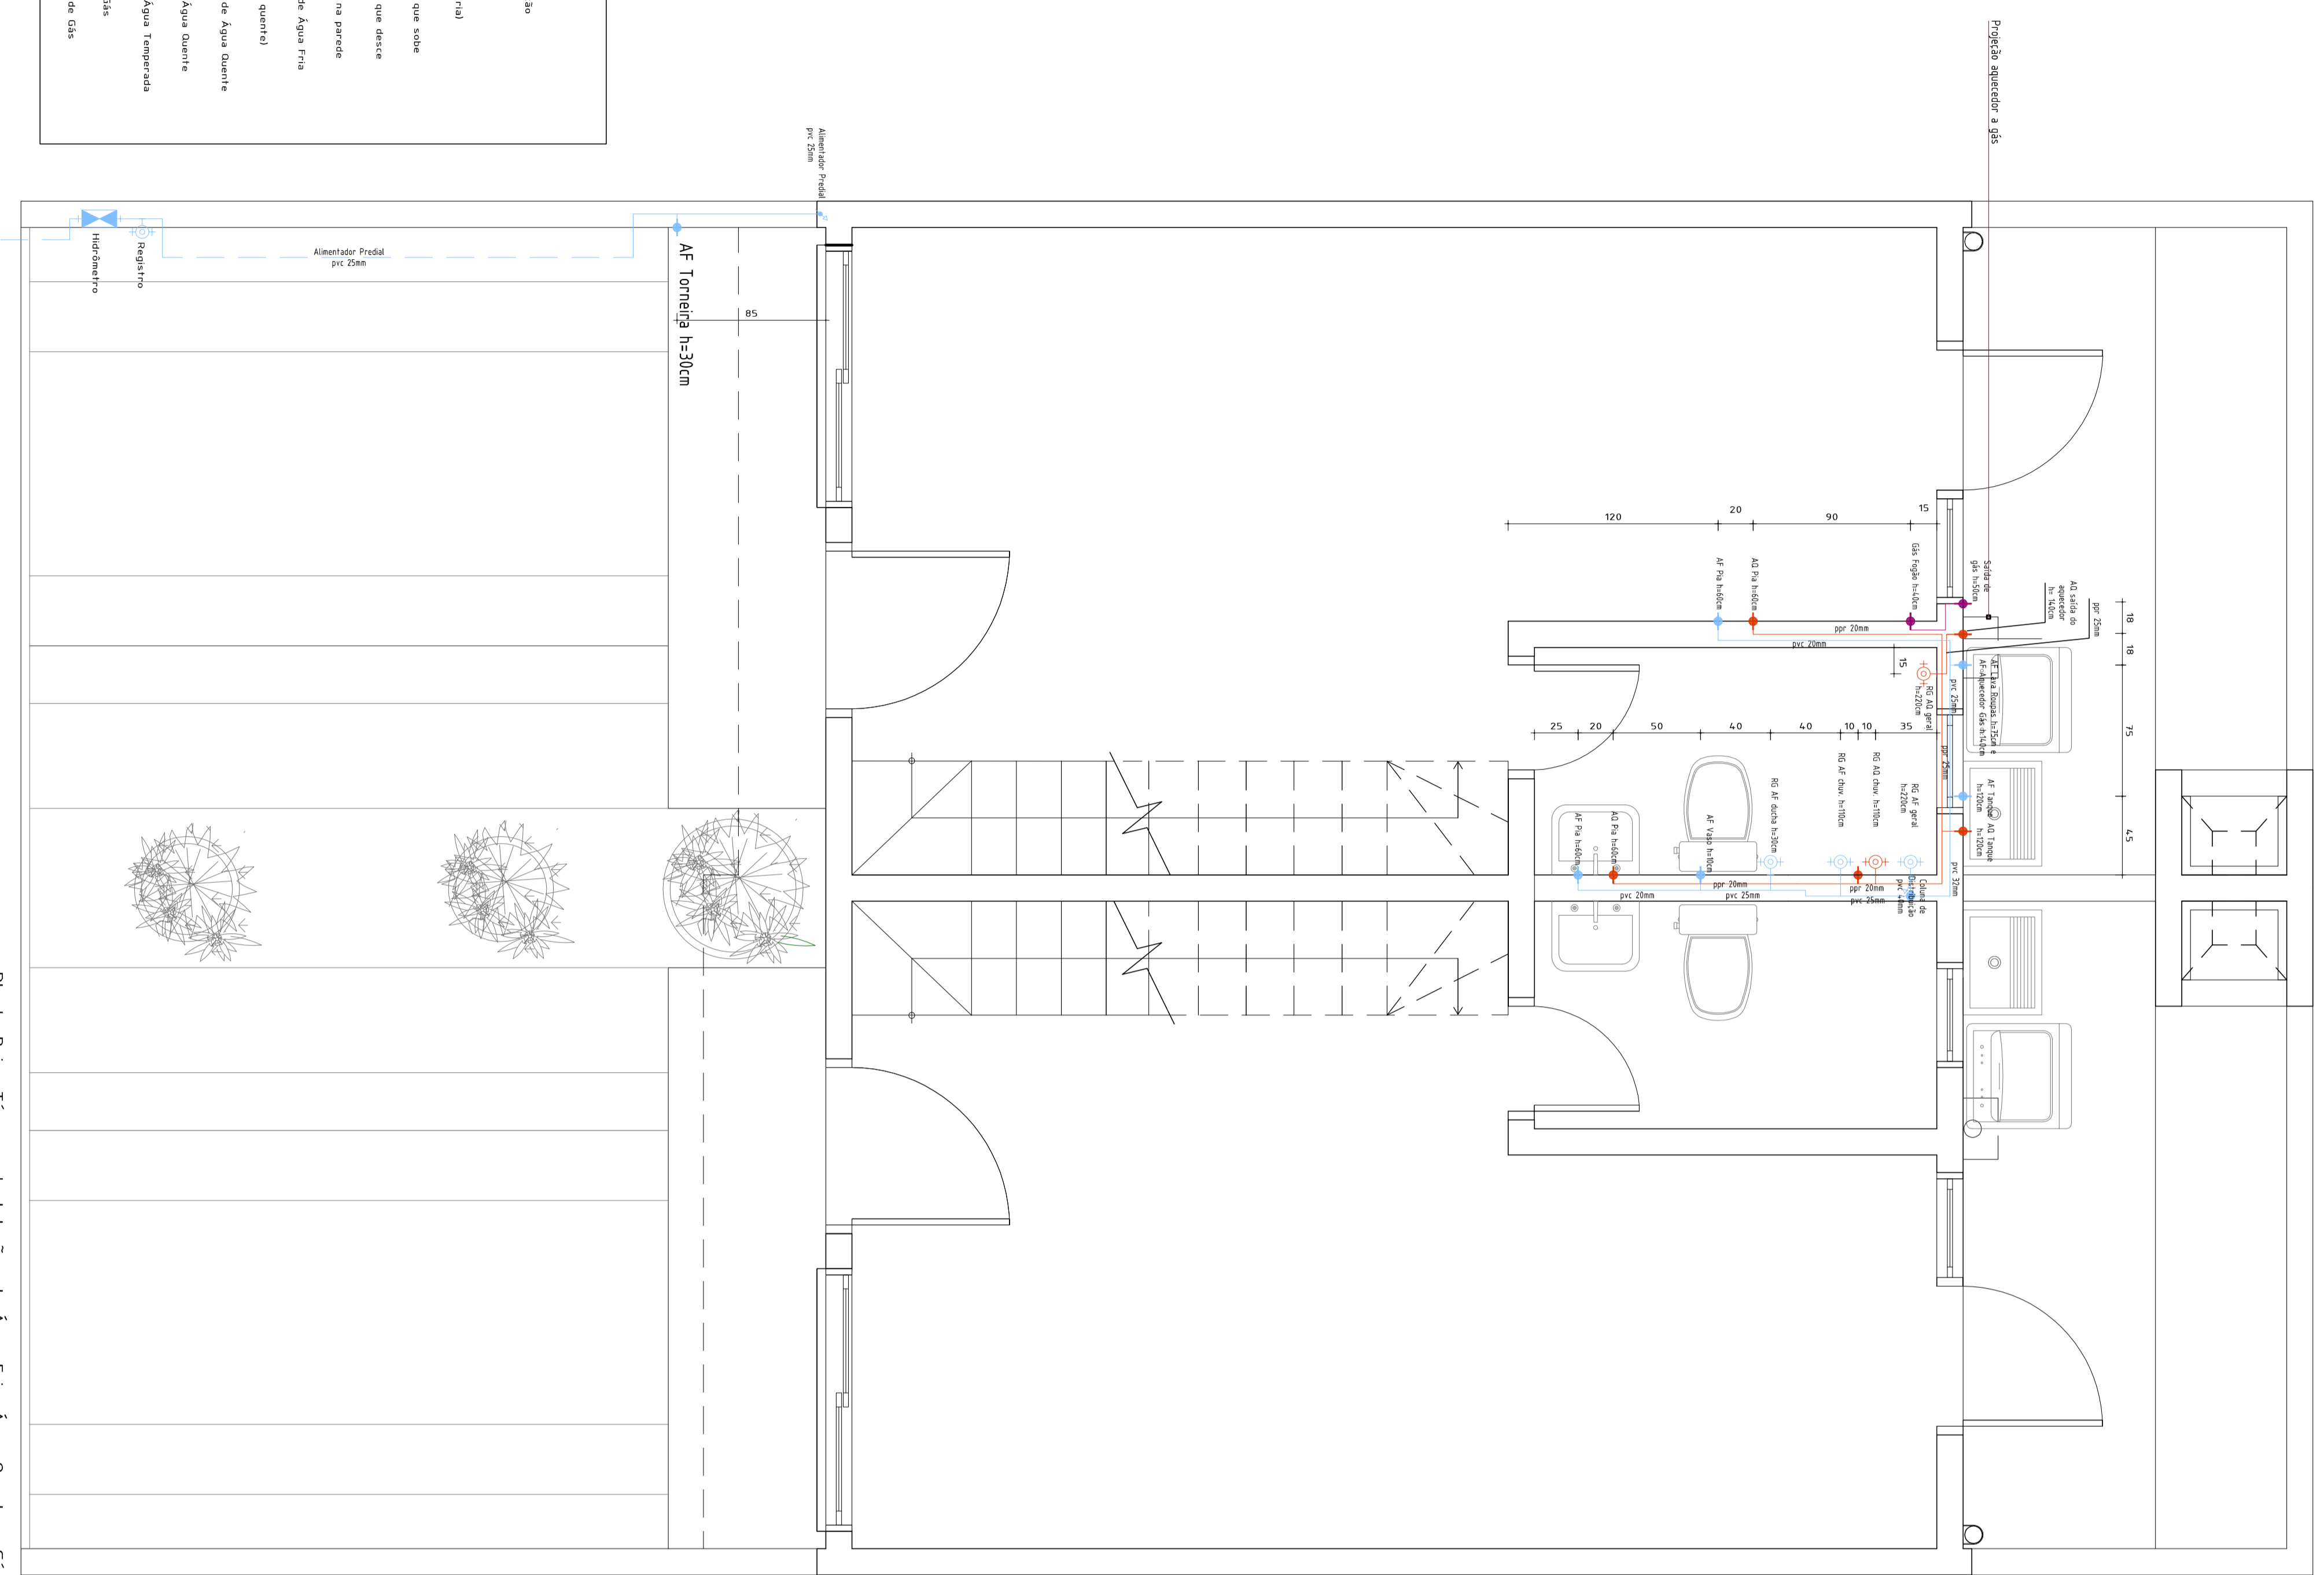 ão
ria)
que sobe
que desce
na parede
de Água Fria
quente)
de Água Quente
Água Quente
Água Temperada
Gás
de Gás
Projeção aquecedor a gás
Alimentador Predial
pvc 25mm
Hidrômetro
Registro
Alimentador Predial
pvc 25mm
AF Torneira h=30cm
85
120
20
90
15
AF Pia h=60cm
AQ Pia h=60cm
Gás Fogão h=40cm
Saída de
gás h=50cm
AQ saída do
aquecedor
h= 140cm
ppr 25mm
18
18
75
45
ppr 20mm
pvc 20mm
15
RG AQ geral
h=220cm
pvc 25mm
AF Lava Roupas h=75cm e
AF Aquecedor Gás h:140cm
ppr 25mm
25
20
50
40
40
10
10
35
AF Pia h=60cm
AQ Pia h=60cm
AF Vaso h=10cm
RG AF ducha h=30cm
RG AF chuv. h=110cm
RG AQ chuv. h=110cm
RG AF geral
h=220cm
AF Tanque
h=120cm
AQ Tanque
h=120cm
pvc 32mm
Coluna de
Distribuição
pvc 40mm
pvc 20mm
ppr 20mm
pvc 25mm
ppr 20mm
pvc 25mm